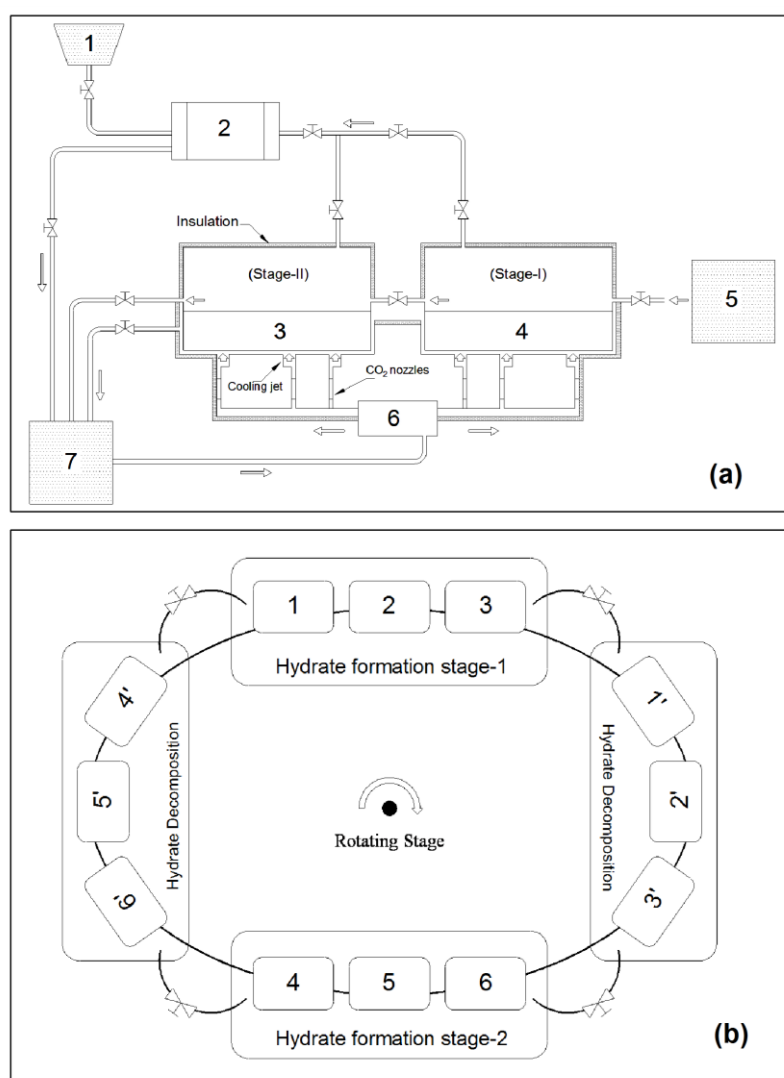 1
2
Insulation
(Stage-II)
(Stage-I)
3
4
5
Cooling jet
CO₂ nozzles
6
7
(a)
1
2
3
Hydrate formation stage-1
4'
5'
6'
Hydrate Decomposition
1'
2'
3'
Hydrate Decomposition
Rotating Stage
4
5
6
Hydrate formation stage-2
(b)